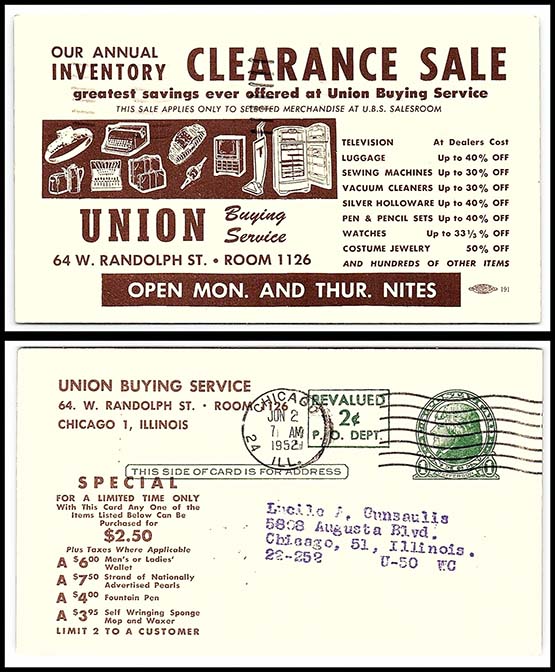 OUR ANNUAL
INVENTORY CLEARANCE SALE
greatest savings ever offered at Union Buying Service
THIS SALE APPLIES ONLY TO SELECTED MERCHANDISE AT U.B.S. SALESROOM
TELEVISION At Dealers Cost
LUGGAGE Up to 40% OFF
SEWING MACHINES Up to 30% OFF
VACUUM CLEANERS Up to 30% OFF
SILVER HOLLOWARE Up to 40% OFF
PEN & PENCIL SETS Up to 40% OFF
WATCHES Up to 33⅓% OFF
COSTUME JEWELRY 50% OFF
AND HUNDREDS OF OTHER ITEMS
UNION Buying Service
64 W. RANDOLPH ST. • ROOM 1126
OPEN MON. AND THUR. NITES
191
UNION BUYING SERVICE
64. W. RANDOLPH ST. • ROOM 1126
CHICAGO 1, ILLINOIS
CHICAGO
JUN 2
7 AM
1952
24 ILL.
REVALUED
2¢
P. O. DEPT.
THIS SIDE OF CARD IS FOR ADDRESS
SPECIAL
FOR A LIMITED TIME ONLY
With This Card Any One of the
Items Listed Below Can Be
Purchased for
$2.50
Plus Taxes Where Applicable
A $6.00 Men's or Ladies' Wallet
A $7.50 Strand of Nationally Advertised Pearls
A $4.00 Fountain Pen
A $3.95 Self Wringing Sponge Mop and Waxer
LIMIT 2 TO A CUSTOMER
Lucile A. Gunsaulis
5808 Augusta Blvd.
Chicago, 51, Illinois.
22-252 U-50 WC